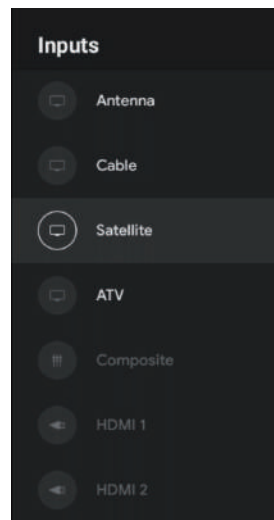 Inputs
Antenna
Cable
Satellite
ATV
Composite
HDMI 1
HDMI 2